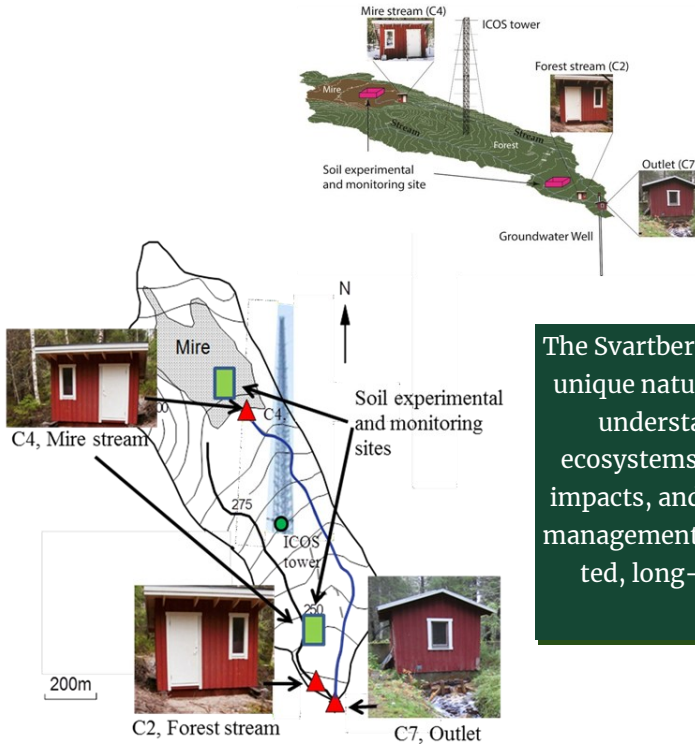 Mire stream (C4)
ICOS tower
Forest stream (C2)
Mire
Stream
Stream
Forest
Outlet (C7
Soil experimental
and monitoring site
Groundwater Well
N
Mire
C4,
Soil experimental
and monitoring
sites
C4, Mire stream
275
ICOS
tower
250
200m
C2, Forest stream
C7, Outlet
The Svartber
unique natu
understa
ecosystems
impacts, and
management
ted, long-